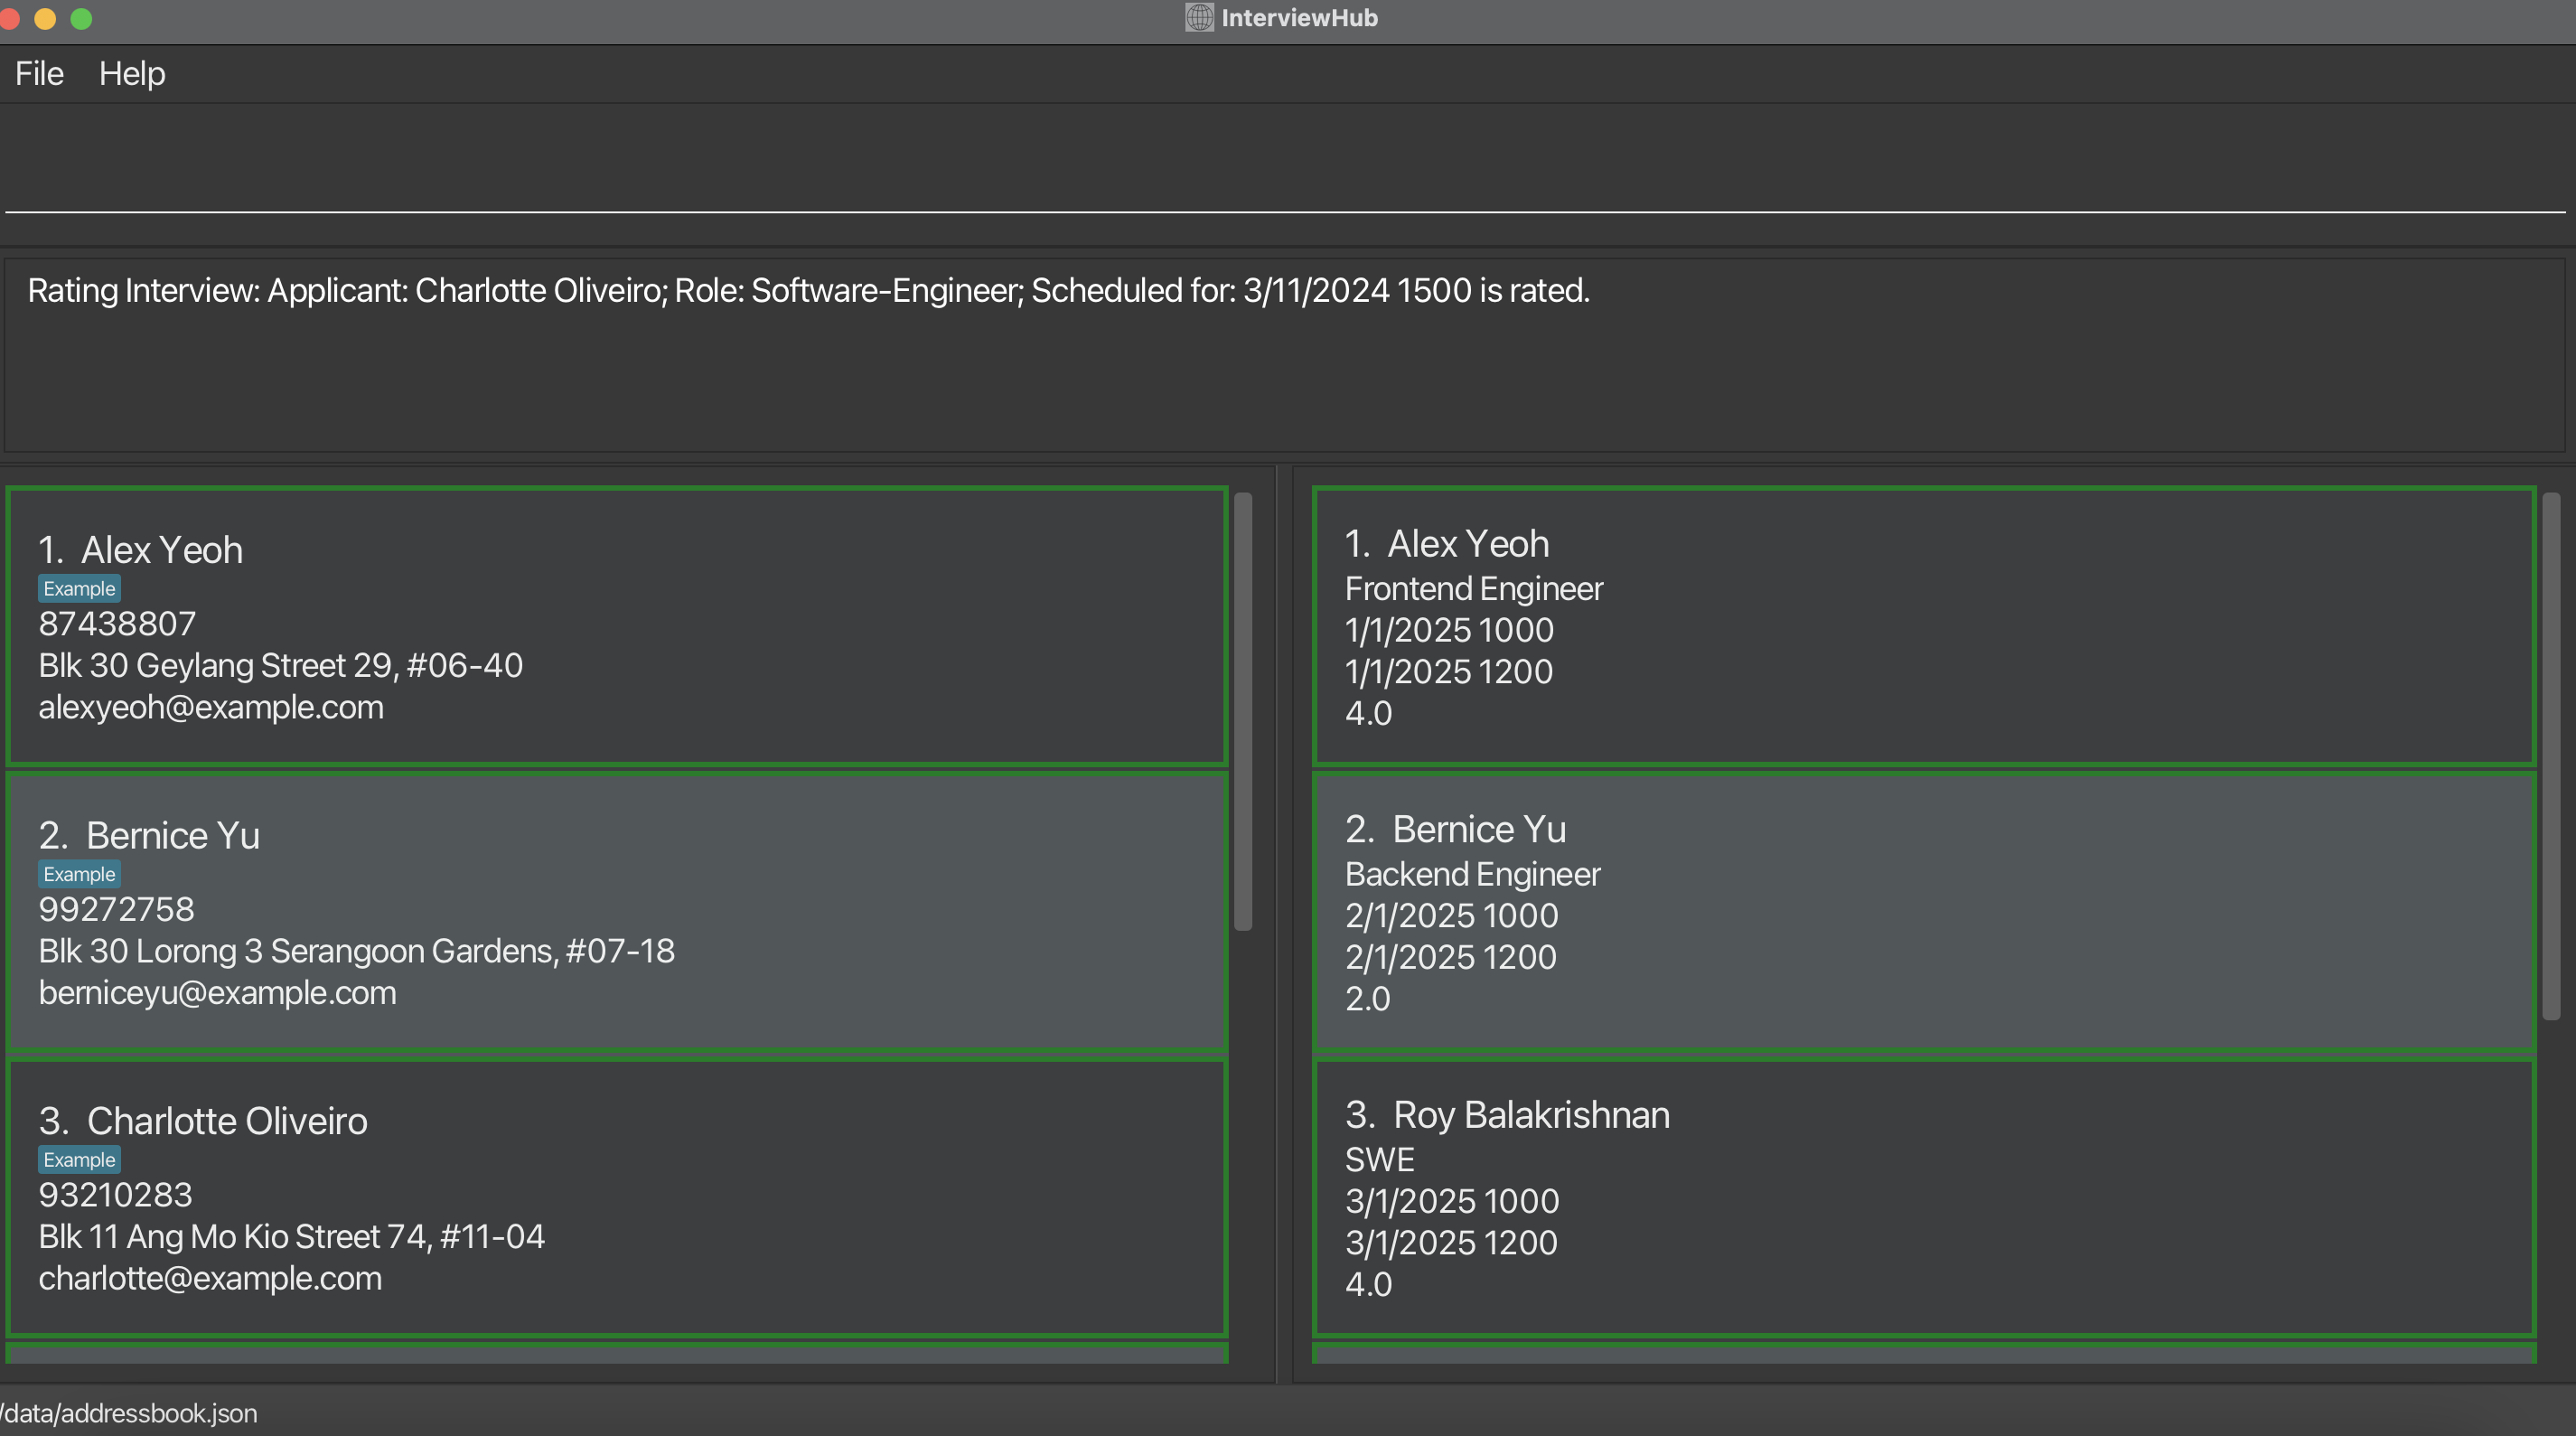 InterviewHub
File Help
Rating Interview: Applicant: Charlotte Oliveiro; Role: Software-Engineer; Scheduled for: 3/11/2024 1500 is rated.
1. Alex Yeoh
Example
87438807
Blk 30 Geylang Street 29, #06-40
alexyeoh@example.com
2. Bernice Yu
Example
99272758
Blk 30 Lorong 3 Serangoon Gardens, #07-18
berniceyu@example.com
3. Charlotte Oliveiro
Example
93210283
Blk 11 Ang Mo Kio Street 74, #11-04
charlotte@example.com
1. Alex Yeoh
Frontend Engineer
1/1/2025 1000
1/1/2025 1200
4.0
2. Bernice Yu
Backend Engineer
2/1/2025 1000
2/1/2025 1200
2.0
3. Roy Balakrishnan
SWE
3/1/2025 1000
3/1/2025 1200
4.0
/data/addressbook.json